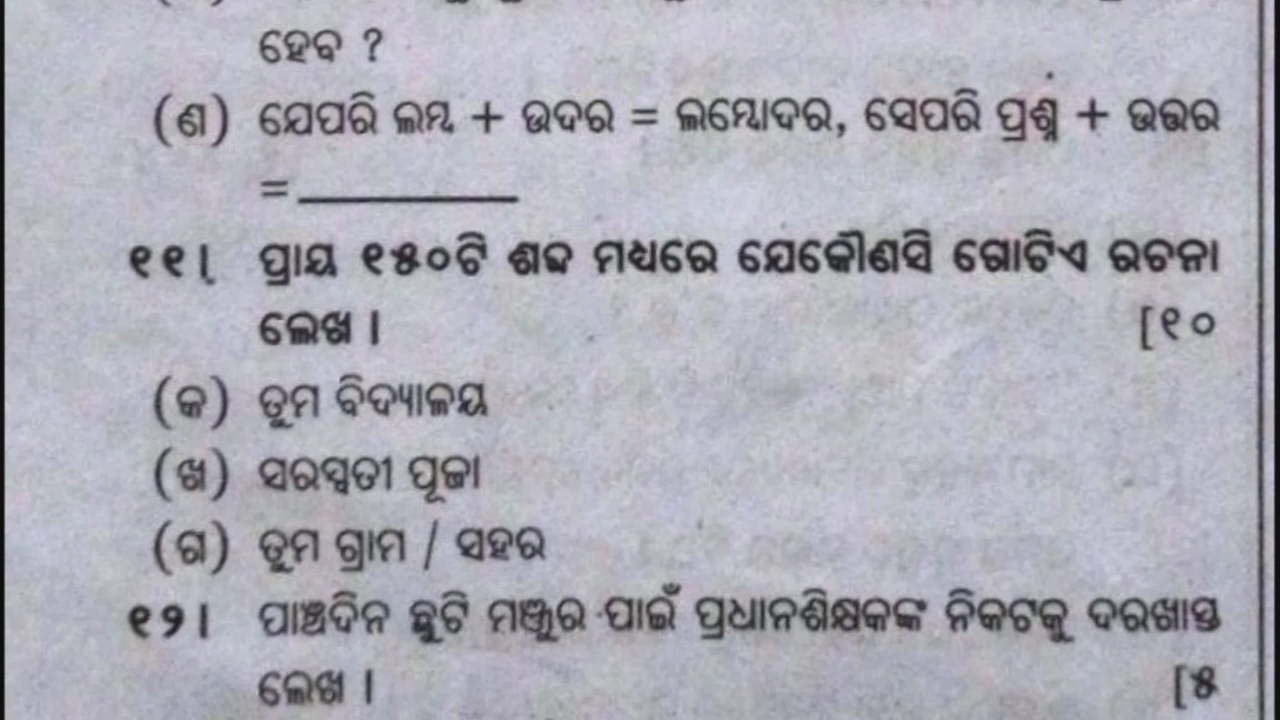 ହେବ ?
(ଣ) ଯେପରି ଲମ୍ବ + ଉଦର = ଲମ୍ବୋଦର, ସେପରି ପ୍ରଶ୍ନ + ଉତ୍ତର
= ________
୧୧। ପ୍ରାୟ ୧୫୦ଟି ଶବ୍ଦ ମଧ୍ୟରେ ଯେକୌଣସି ଗୋଟିଏ ରଚନା
ଲେଖ। [୧୦
(କ) ତୁମ ବିଦ୍ୟାଳୟ
(ଖ) ସରସ୍ୱତୀ ପୂଜା
(ଗ) ତୁମ ଗ୍ରାମ / ସହର
୧୨। ପାଞ୍ଚଦିନ ଛୁଟି ମଞ୍ଜୁର ପାଇଁ ପ୍ରଧାନଶିକ୍ଷକଙ୍କ ନିକଟକୁ ଦରଖାସ୍ତ
ଲେଖ। [୫